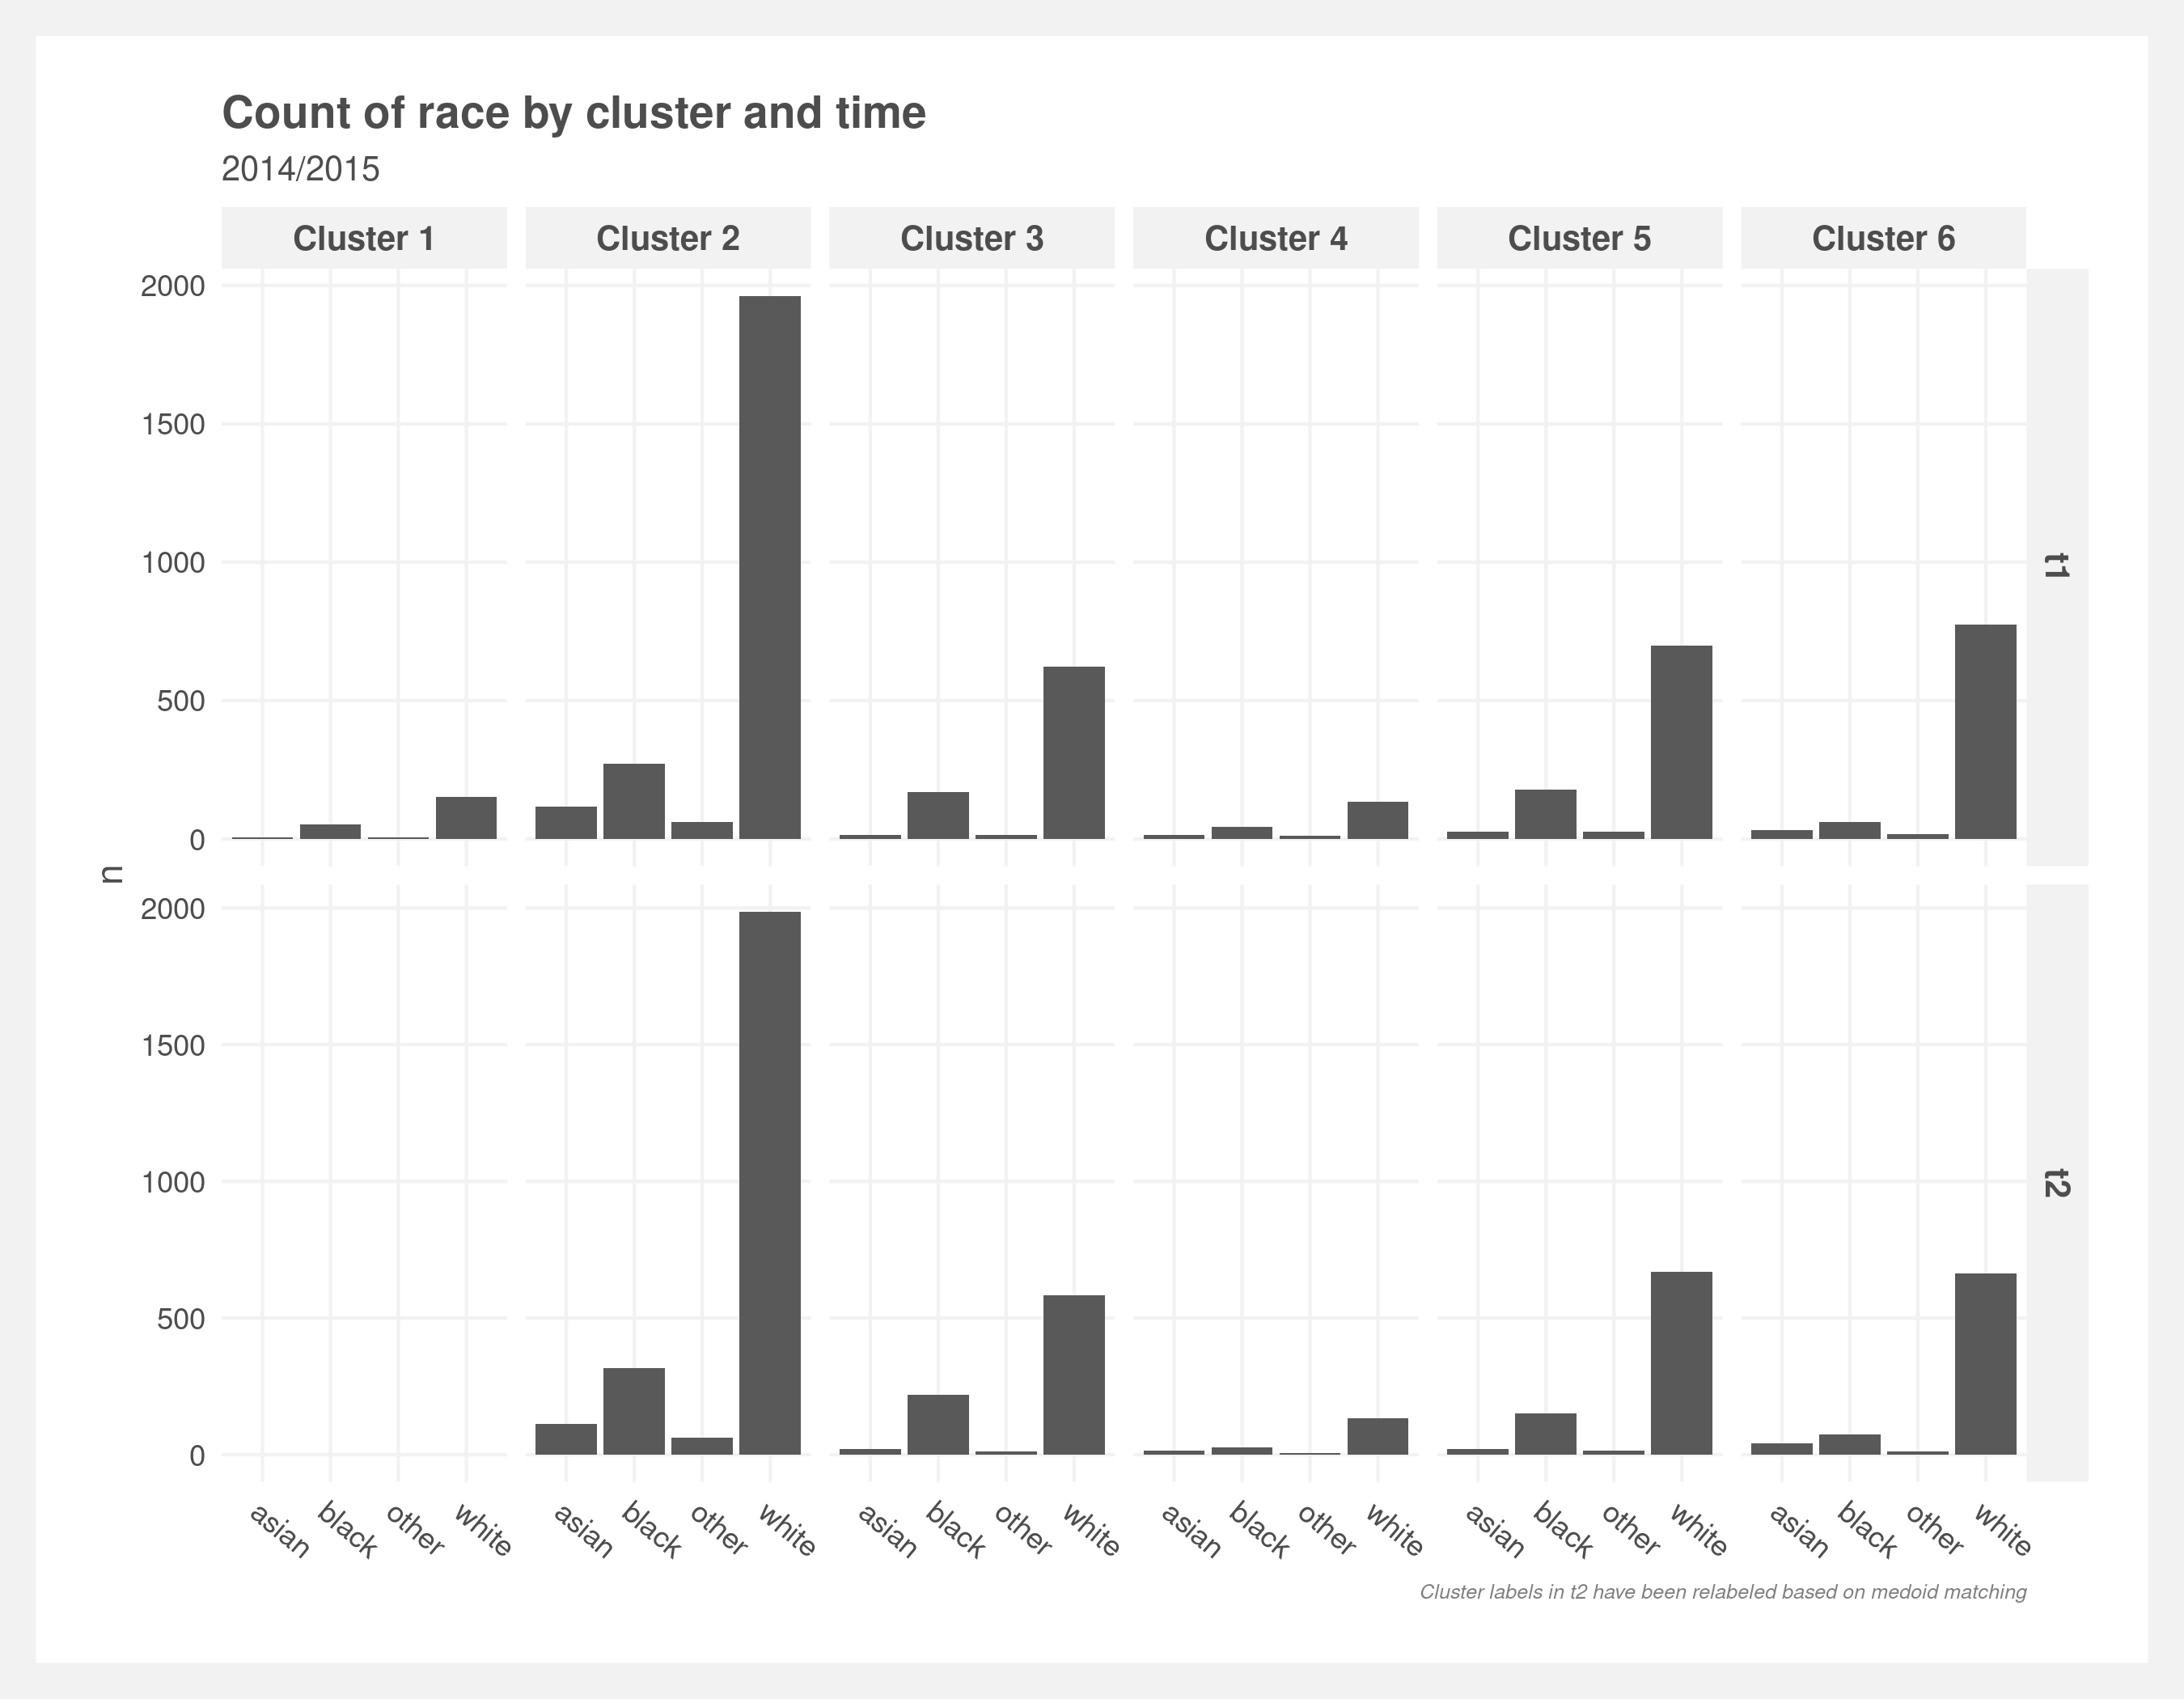 Count of race by cluster and time
2014/2015
Cluster 1 Cluster 2 Cluster 3 Cluster 4 Cluster 5 Cluster 6
2000
1500
1000
500
0
t1
n
2000
1500
1000
500
0
t2
asian black other white asian black other white asian black other white asian black other white asian black other white asian black other white
Cluster labels in t2 have been relabeled based on medoid matching